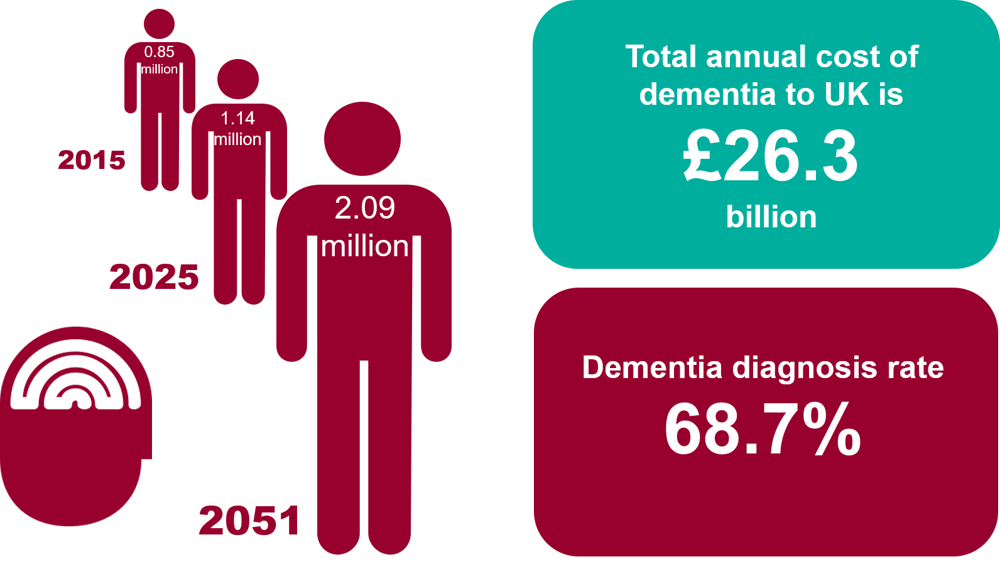 0.85
million
2015
1.14
million
2025
2.09
million
2051
Total annual cost of
dementia to UK is
£26.3
billion
Dementia diagnosis rate
68.7%